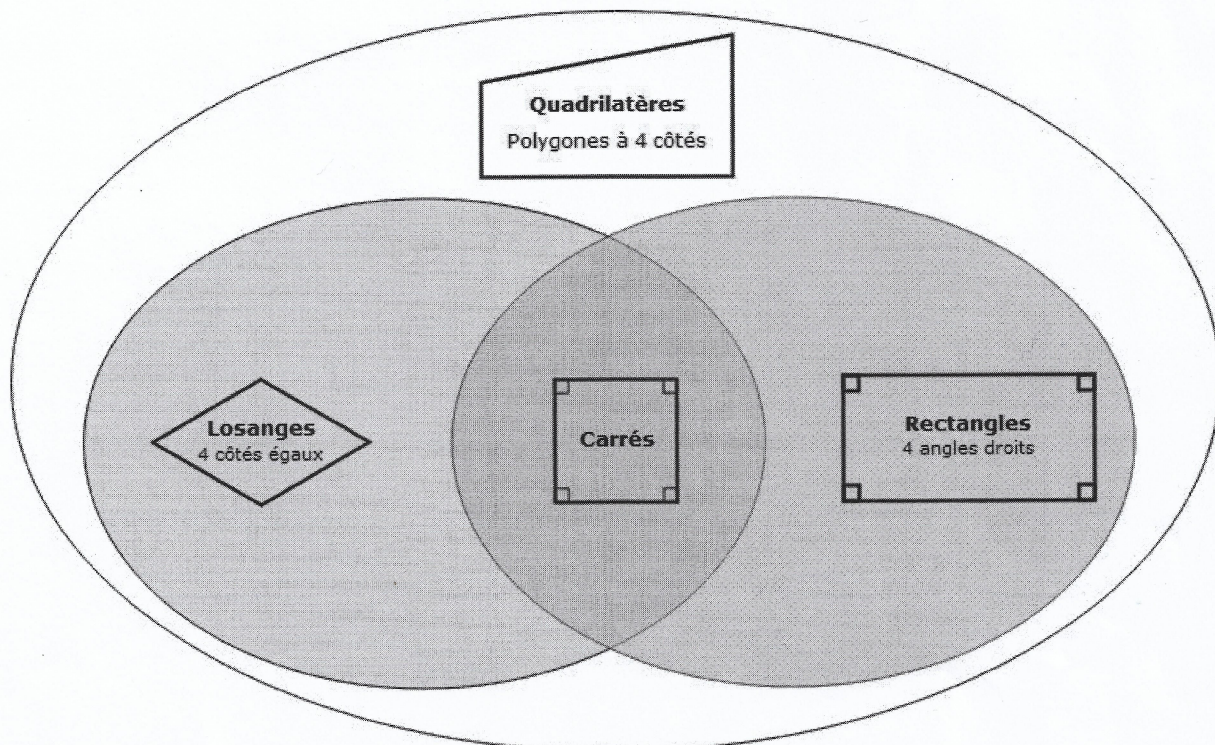 Quadrilatères
Polygones à 4 côtés
Losanges
4 côtés égaux
Carrés
Rectangles
4 angles droits